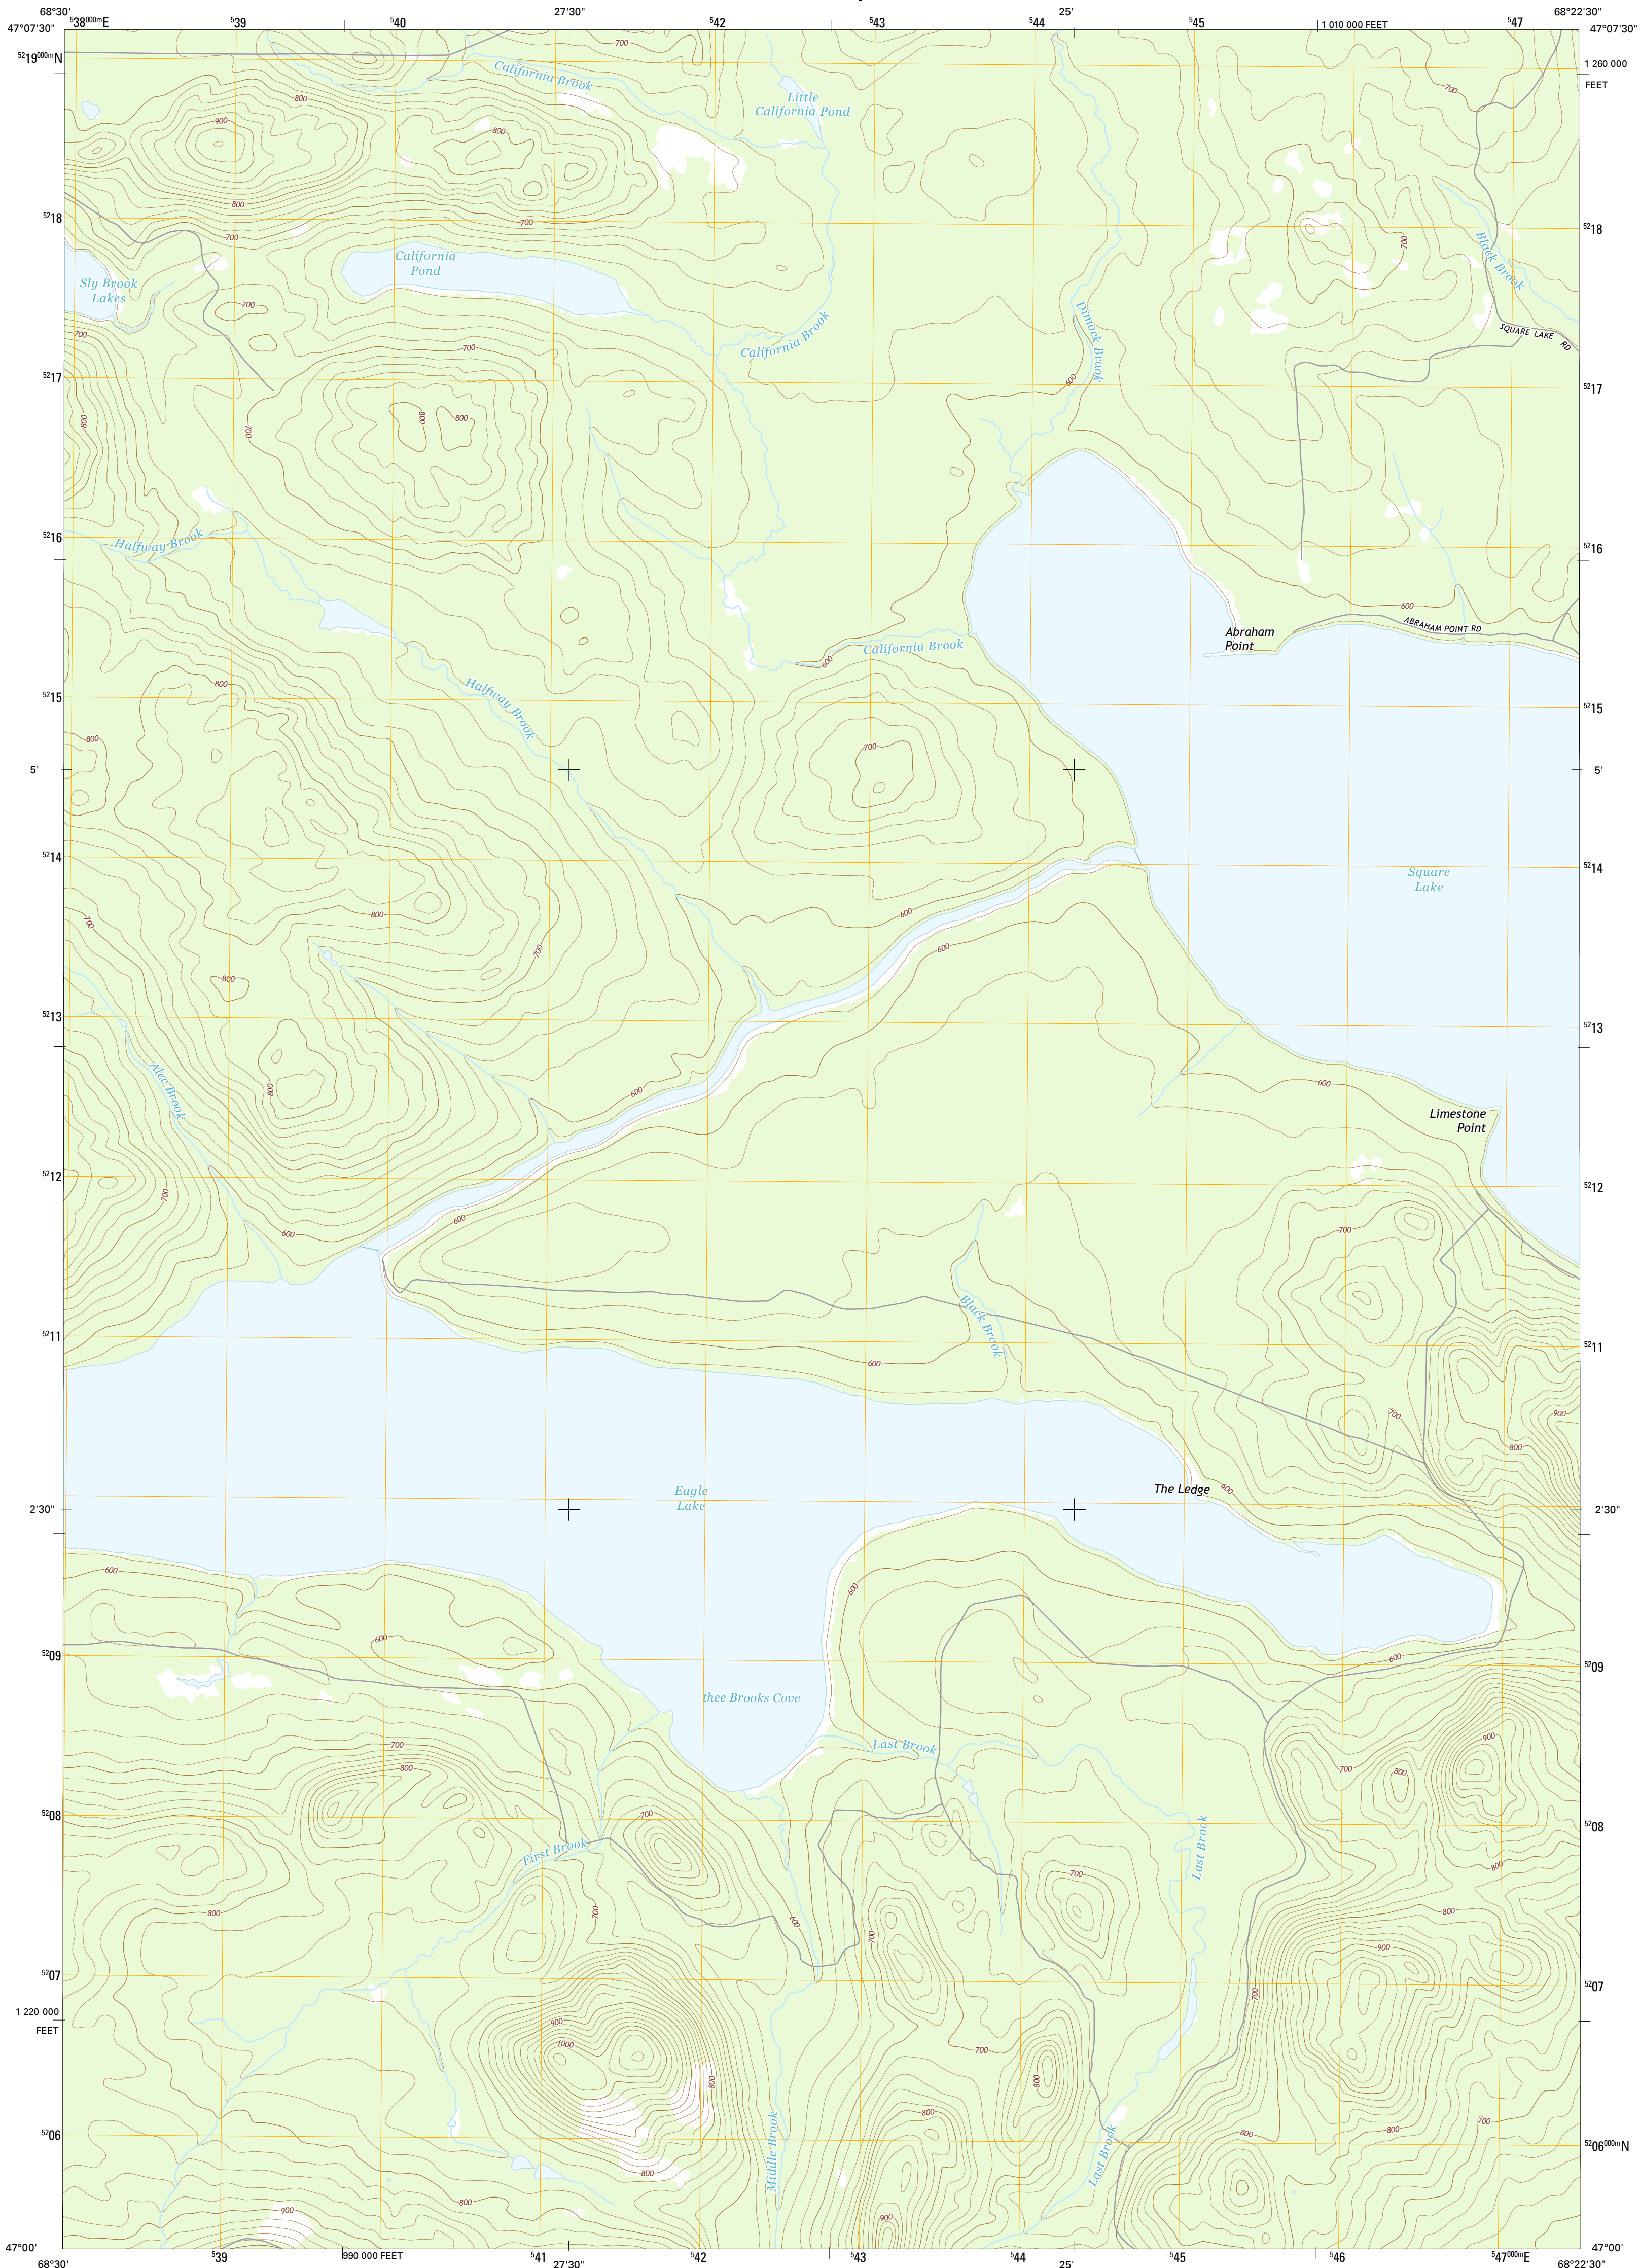 68°30' 538000mE 539 540 27'30" 542 543 544 25' 545 1 010 000 FEET 547 68°22'30"
47°07'30" 47°07'30"
5219000mN
1 260 000
FEET
700
California Brook
Little
California Pond
700
800
900
800
800
5218
700
700
5218
700
Black Brook
California
Pond
Sly Brook
Lakes
700
Dimock Brook
California Brook
SQUARE LAKE RD
700
700
5217
600
5217
800
800
800
700
5216
Halfway Brook
5216
600
ABRAHAM POINT RD
Abraham
Point
California Brook
600
800
Halfway Brook
5215
5215
800
700
5'
5'
5214
5214
Square
Lake
800
600
700
600
700
800
5213
5213
Alec Brook
800
600
600
Limestone
Point
5212
5212
700
600
600
700
Black Brook
5211
600
5211
700
900
800
The Ledge
600
Eagle
Lake
2'30"
2'30"
600
600
600
5209
600
5209
thee Brooks Cove
900
Last Brook
700
700
800
800
5208
700
5208
Last Brook
First Brook
800
700
800
700
800
600
700
900
5207
5207
700
1 220 000
FEET
900
1000
700
800
800
800
700
800
800
5206
5206000mN
Middle Brook
Last Brook
800
800
900
900
47°00' 47°00'
68°30' 539 990 000 FEET 541 27'30" 542 543 544 25' 545 546 547000mE 68°22'30"